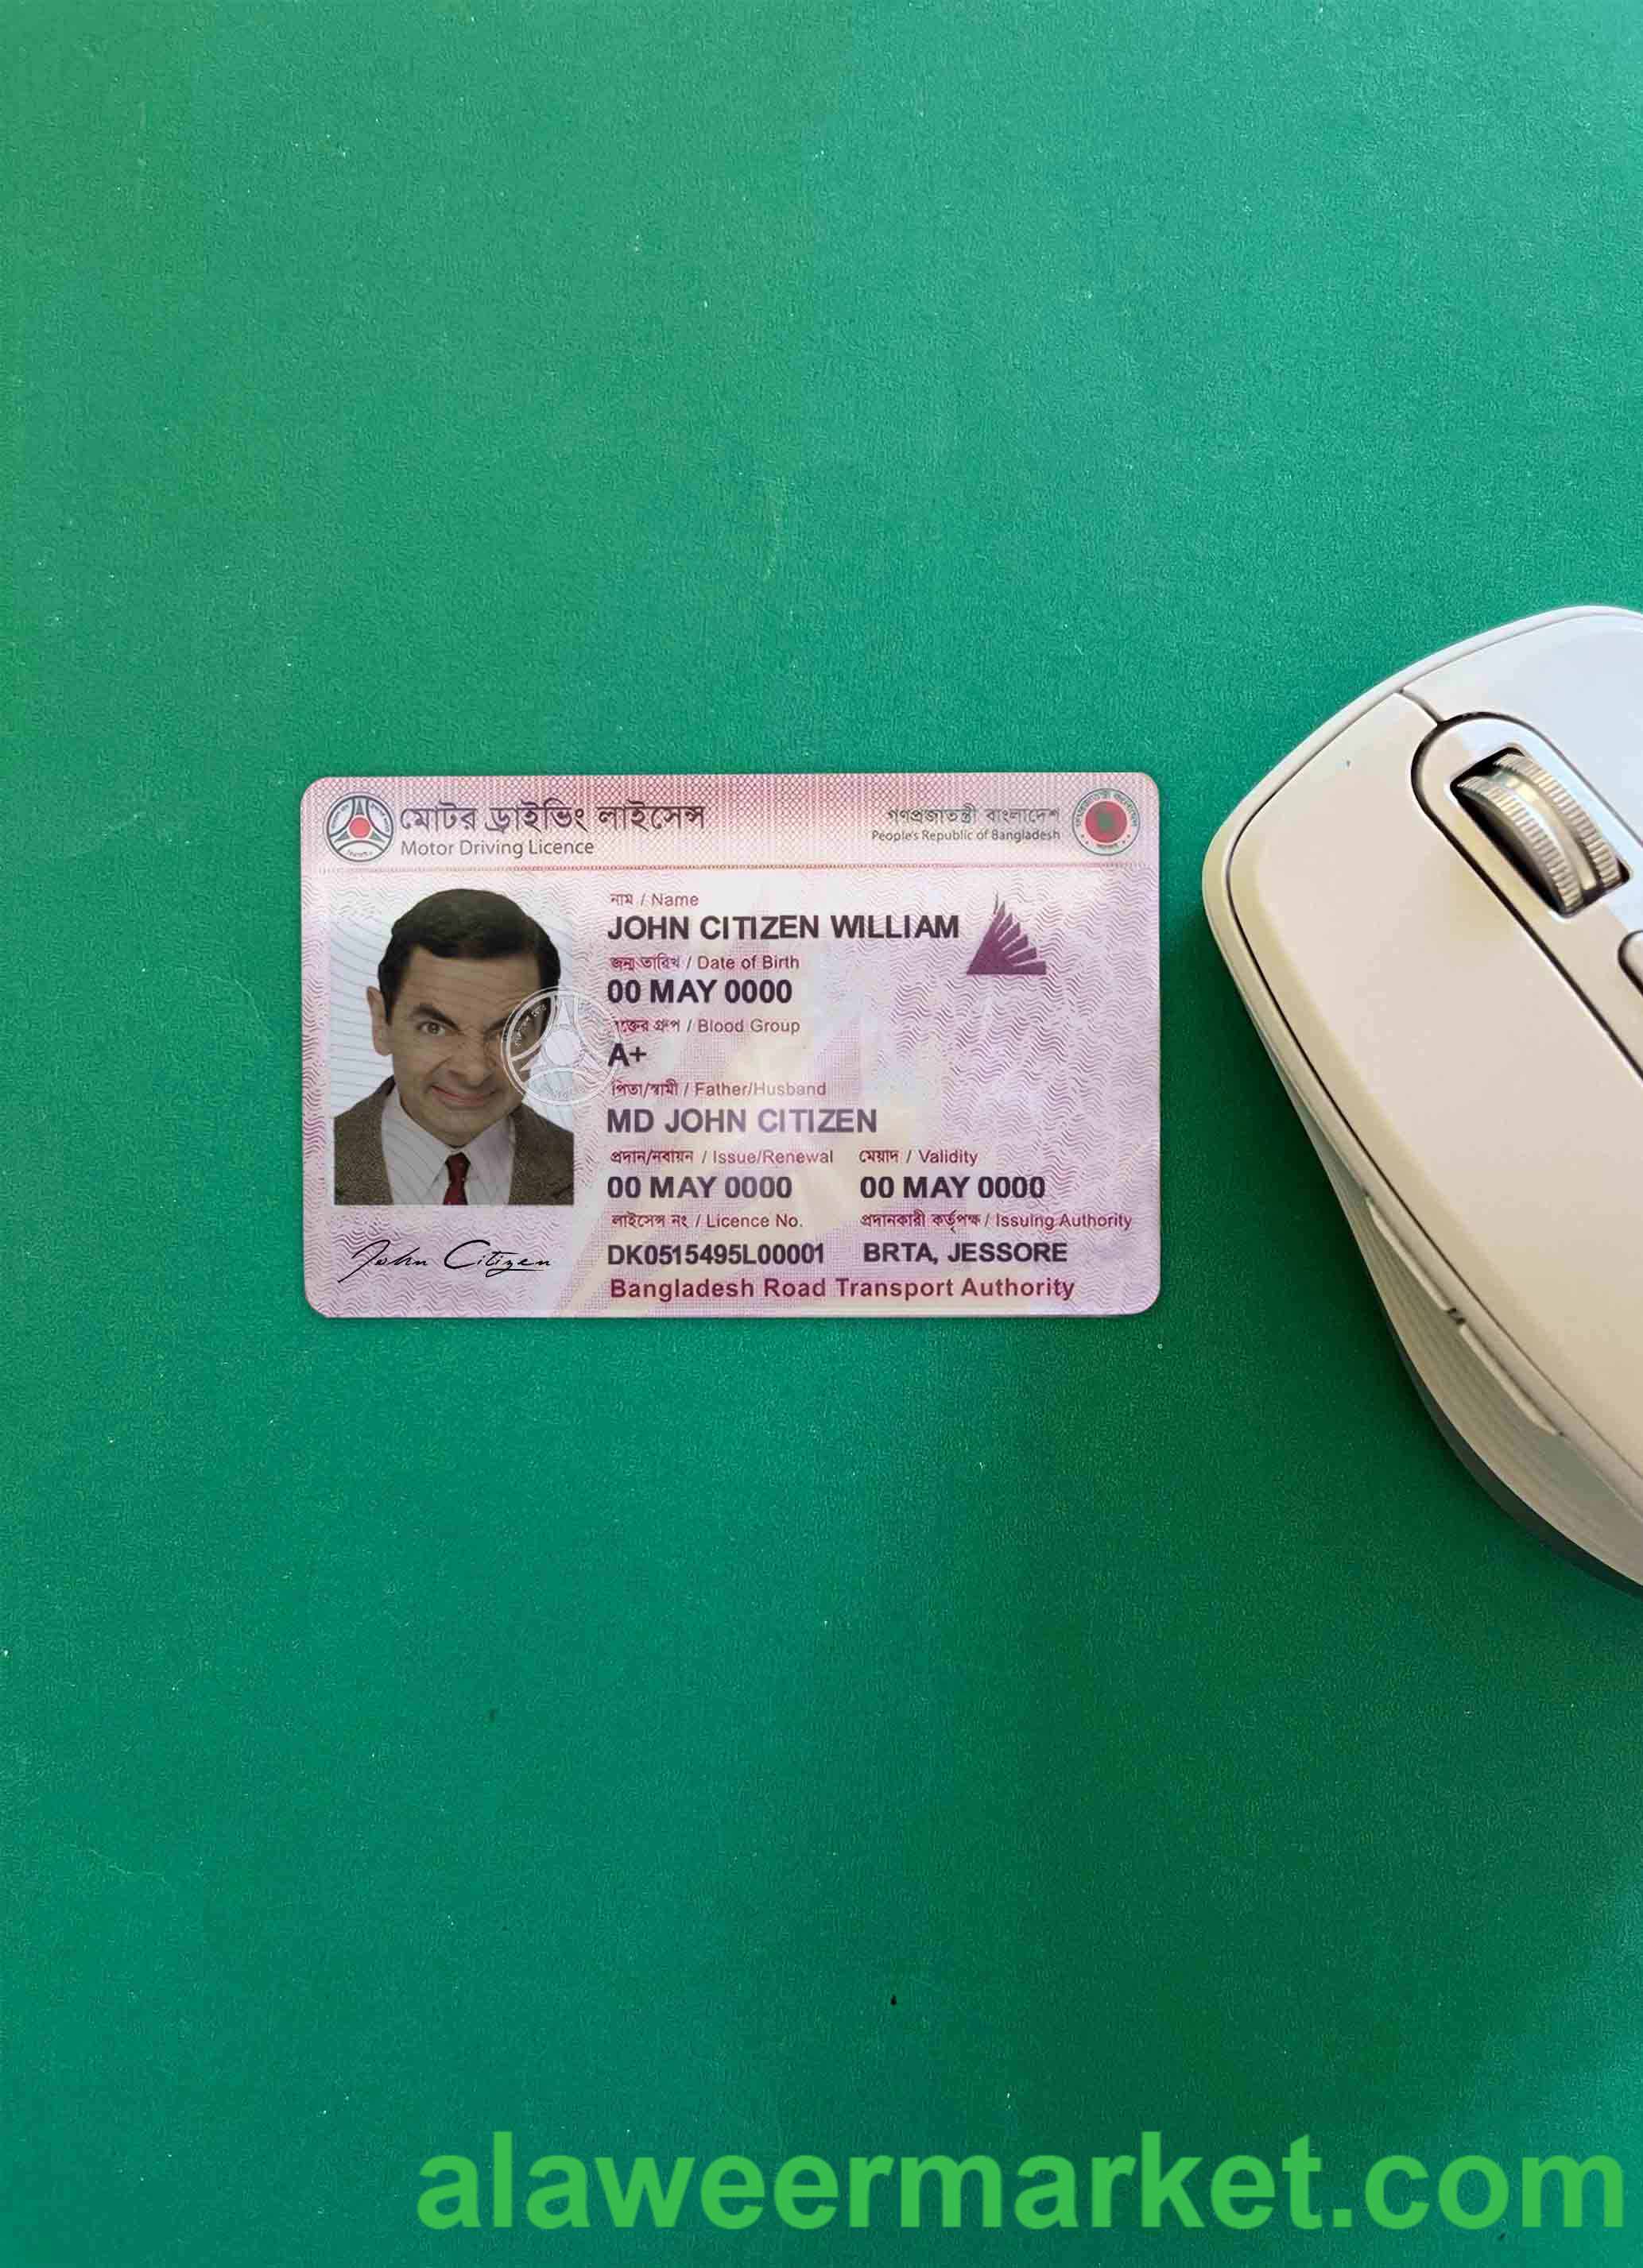 মোটর ড্রাইভিং লাইসেন্স
Motor Driving Licence
গণপ্রজাতন্ত্রী বাংলাদেশ
People's Republic of Bangladesh
নাম / Name
JOHN CITIZEN WILLIAM
জন্ম তারিখ / Date of Birth
00 MAY 0000
রক্তের গ্রুপ / Blood Group
A+
পিতা/স্বামী / Father/Husband
MD JOHN CITIZEN
প্রদান/নবায়ন / Issue/Renewal
মেয়াদ / Validity
00 MAY 0000
00 MAY 0000
লাইসেন্স নং / Licence No.
প্রদানকারী কর্তৃপক্ষ / Issuing Authority
DK0515495L00001
BRTA, JESSORE
Bangladesh Road Transport Authority
John Citizen
alaweermarket.com